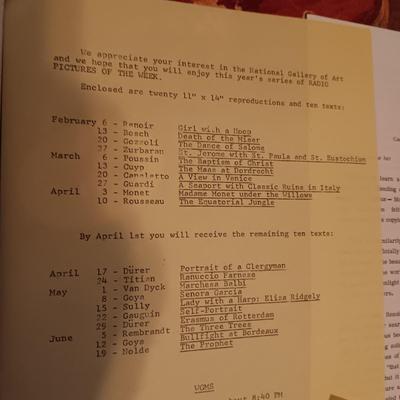 We appreciate your interest in the National Gallery of Art
and we hope that you will enjoy this year's series of RADIO
PICTURES OF THE WEEK.
Enclosed are twenty 11" x 14" reproductions and ten texts:
February 6 - Renoir Girl with a Hoop
13 - Bosch Death of the Miser
20 - Gozzoli The Dance of Salome
27 - Zurbaran St. Jerome with St. Paula and St. Eustochium
March 6 - Poussin The Baptism of Christ
13 - Cuyp The Maas at Dordrecht
20 - Canaletto A View in Venice
27 - Guardi A Seaport with Classic Ruins in Italy
April 3 - Monet Madame Monet under the Willows
10 - Rousseau The Equatorial Jungle
By April 1st you will receive the remaining ten texts:
April 17 - Dürer Portrait of a Clergyman
24 - Titian Ranuccio Farnese
May 1 - Van Dyck Marchesa Balbi
8 - Goya Senora Garcia
15 - Sully Lady with a Harp: Eliza Ridgely
22 - Gauguin Self-Portrait
29 - Dürer Erasmus of Rotterdam
June 5 - Rembrandt The Three Trees
12 - Goya Bullfight at Bordeaux
19 - Nolde The Prophet
WGMS
8:40 PM